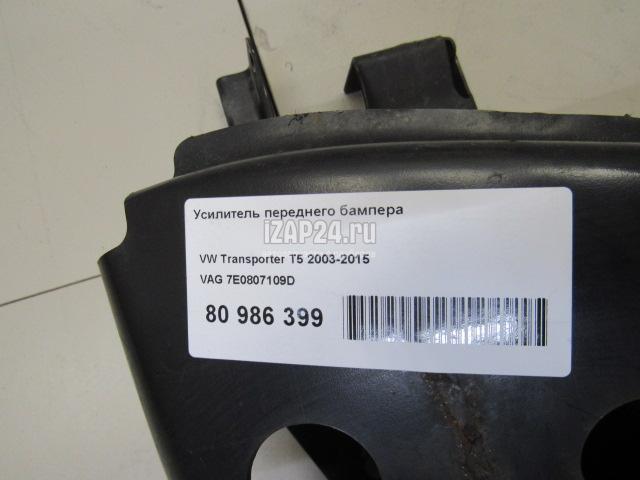 Усилитель переднего бампера
iZAP24.ru
VW Transporter T5 2003-2015
VAG 7E0807109D
80 986 399